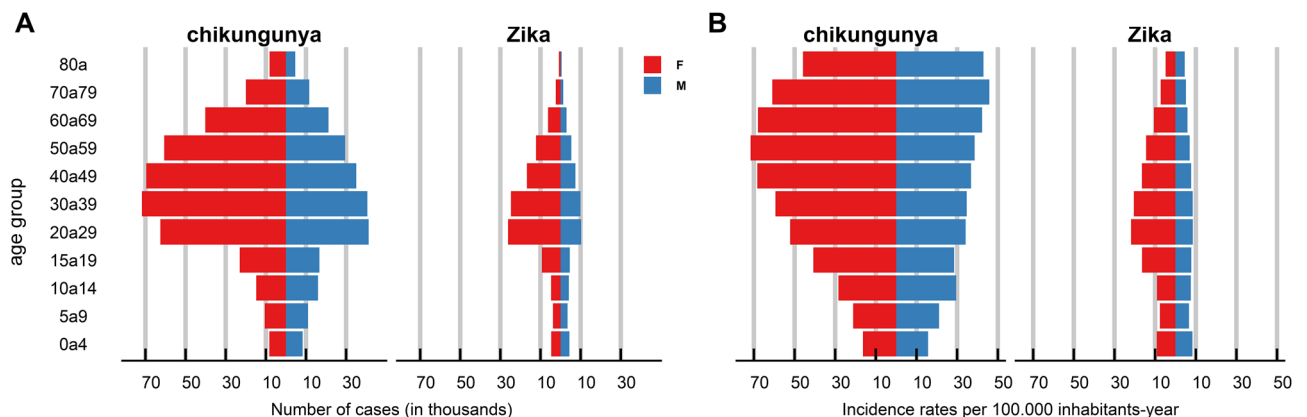 A
chikungunya
Zika
F
M
age group
80a
70a79
60a69
50a59
40a49
30a39
20a29
15a19
10a14
5a9
0a4
70 50 30 10 10 30
70 50 30 10 10 30
Number of cases (in thousands)
B
chikungunya
Zika
70 50 30 10 10 30 50
70 50 30 10 10 30 50
Incidence rates per 100.000 inhabitants-year